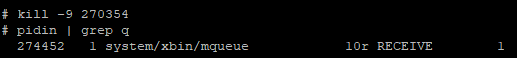 # kill -9 270354
# pidin | grep q
274452 1 system/xbin/mqueue 10r RECEIVE 1